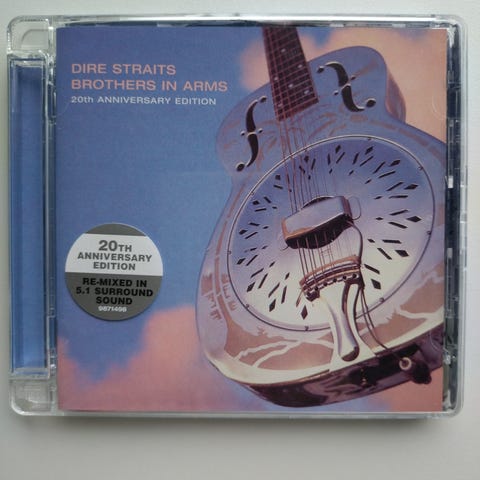 DIRE STRAITS
BROTHERS IN ARMS
20th ANNIVERSARY EDITION
20TH
ANNIVERSARY
EDITION
RE-MIXED IN
5.1 SURROUND
SOUND
9871498